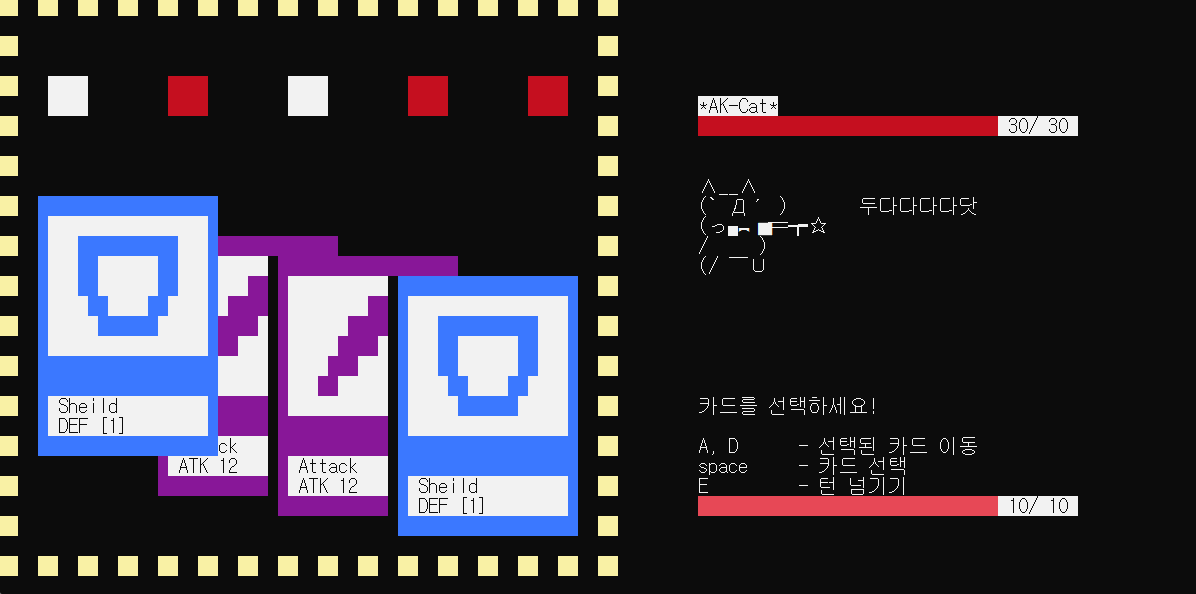 *AK-Cat*
30/ 30
두다다다다닷
Sheild
DEF [1]
ck
ATK 12
Attack
ATK 12
Sheild
DEF [1]
카드를 선택하세요!
A, D - 선택된 카드 이동
space - 카드 선택
E - 턴 넘기기
10/ 10